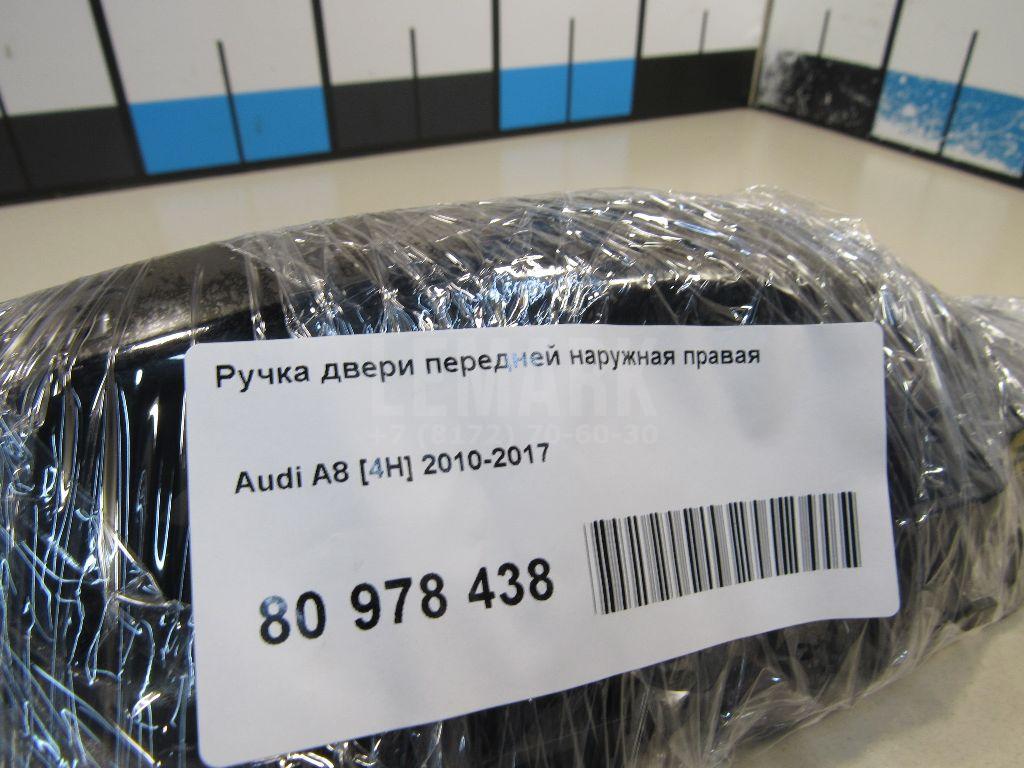 Ручка двери передней наружная правая
LEMARK
+7 (8172) 70-60-30
Audi A8 [4H] 2010-2017
80 978 438